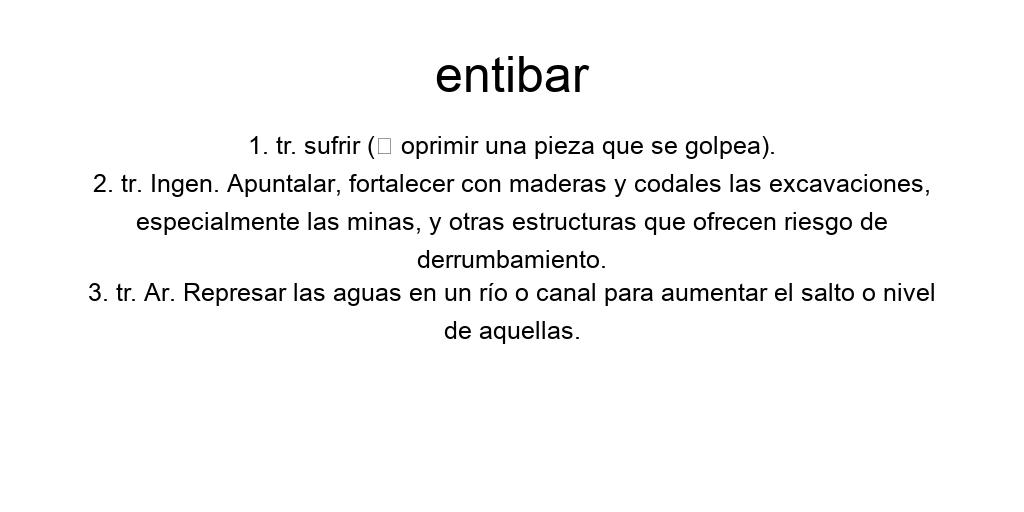 entibar
1. tr. sufrir (▯ oprimir una pieza que se golpea).
2. tr. Ingen. Apuntalar, fortalecer con maderas y codales las excavaciones,
especialmente las minas, y otras estructuras que ofrecen riesgo de
derrumbamiento.
3. tr. Ar. Represar las aguas en un río o canal para aumentar el salto o nivel
de aquellas.